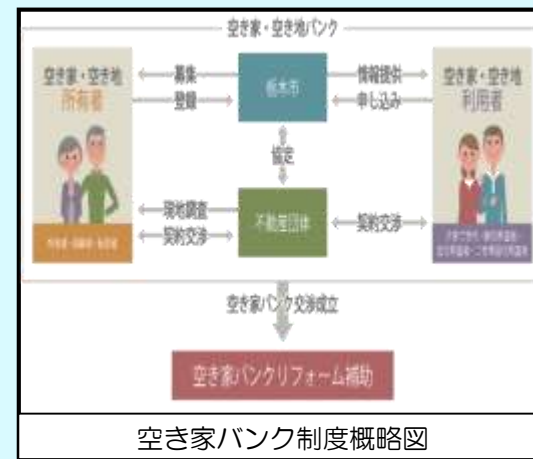 空き家・空き地バンク
空き家・空き地
所有者
募集
登録
栃木市
情報提供
申し込み
空き家・空き地
利用者
協定
現地調査
契約交渉
不動産団体
契約交渉
空き家バンク交渉成立
空き家バンクリフォーム補助
空き家バンク制度概略図